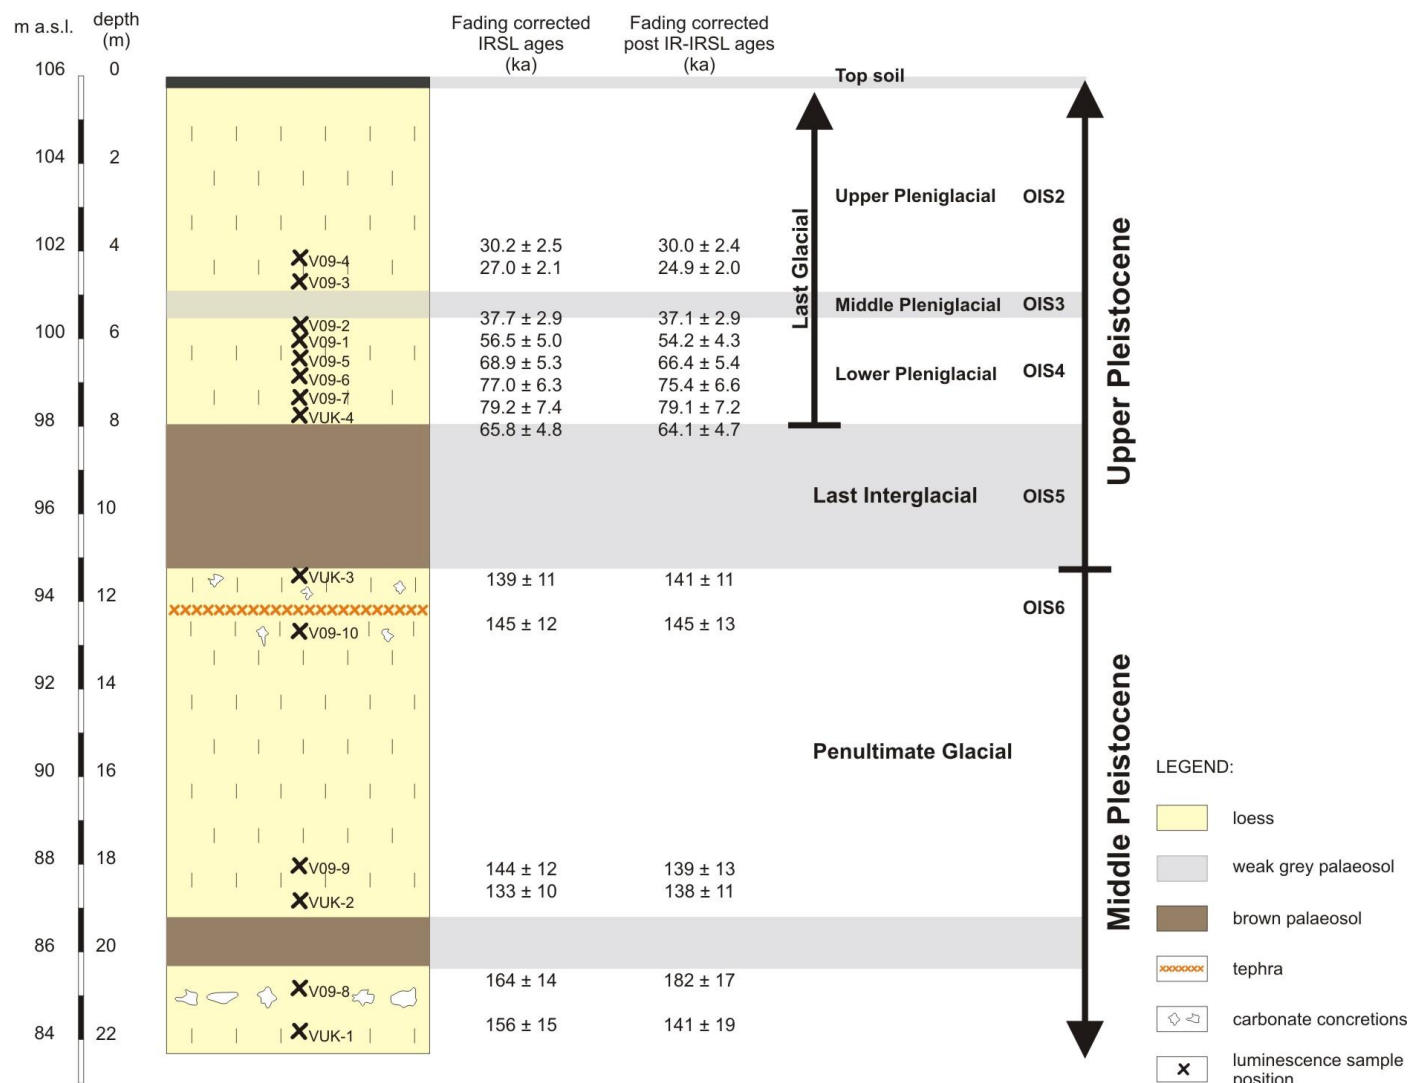 m a.s.l.
depth
(m)
Fading corrected
IRSL ages
(ka)
Fading corrected
post IR-IRSL ages
(ka)
106 0
Top soil
104 2
Upper Pleniglacial OIS2
102 4
30.2 ± 2.5 30.0 ± 2.4
V09-4
27.0 ± 2.1 24.9 ± 2.0
V09-3
Last Glacial
Middle Pleniglacial OIS3
37.7 ± 2.9 37.1 ± 2.9
100 6
V09-2
V09-1
56.5 ± 5.0 54.2 ± 4.3
V09-5
68.9 ± 5.3 66.4 ± 5.4
Lower Pleniglacial OIS4
V09-6
77.0 ± 6.3 75.4 ± 6.6
V09-7
79.2 ± 7.4 79.1 ± 7.2
VUK-4
98 8
65.8 ± 4.8 64.1 ± 4.7
Upper Pleistocene
Last Interglacial OIS5
96 10
VUK-3
139 ± 11 141 ± 11
94 12
OIS6
V09-10
145 ± 12 145 ± 13
92 14
Penultimate Glacial
90 16
Middle Pleistocene
88 18
V09-9
144 ± 12 139 ± 13
133 ± 10 138 ± 11
VUK-2
86 20
164 ± 14 182 ± 17
V09-8
156 ± 15 141 ± 19
84 22
VUK-1
LEGEND:
loess
weak grey palaeosol
brown palaeosol
tephra
carbonate concretions
luminescence sample
position